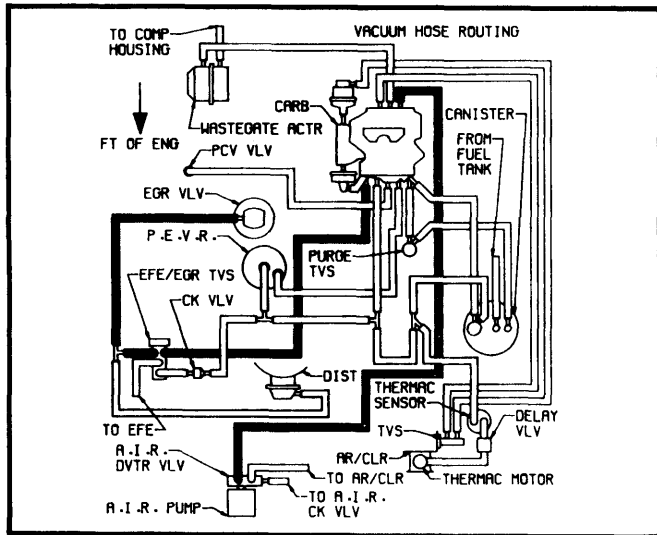 TO COMP
HOUSING
VACUUM HOSE ROUTING
CARB
CANISTER
WASTEGATE ACTR
FROM
FUEL
TANK
FT OF ENG
PCV VLV
EGR VLV
P.E.V.R.
PURGE
TVS
EFE/EGR TVS
CK VLV
DIST
THERMAC
SENSOR
DELAY
VLV
TO EFE
TVS
A.I.R.
DVTR VLV
AR/CLR
TO AR/CLR
THERMAC MOTOR
TO A.I.R.
CK VLV
A.I.R. PUMP